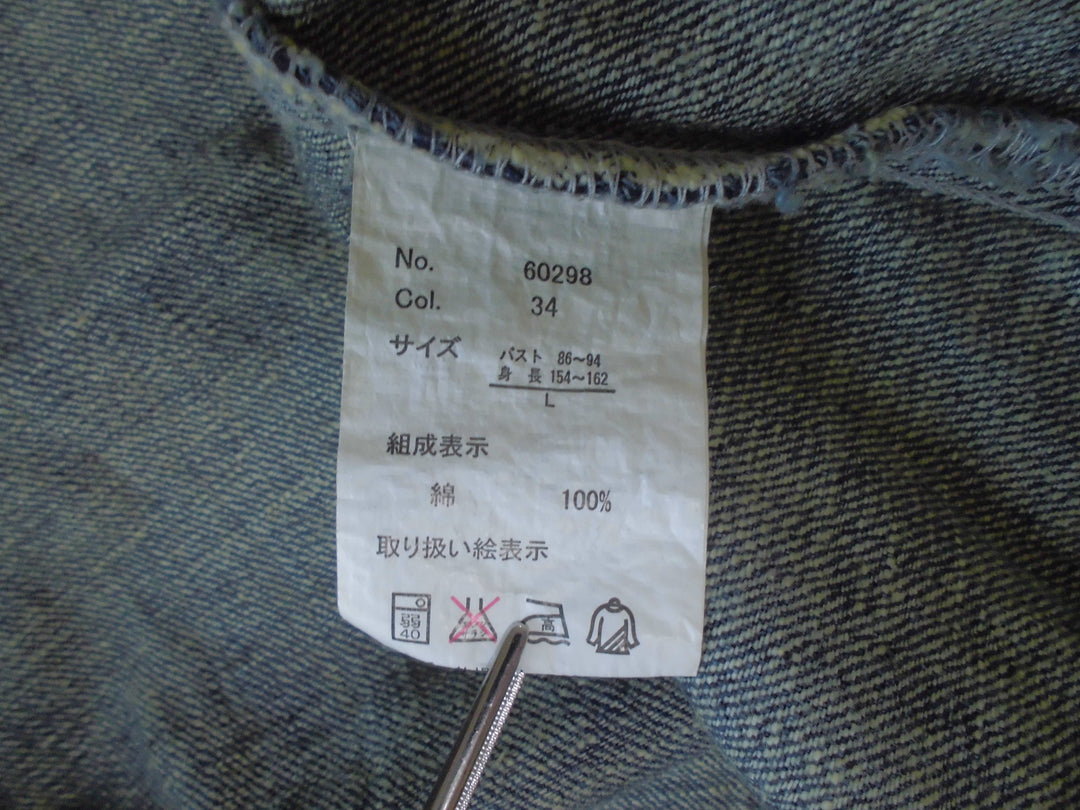 No. 60298
Col. 34
サイズ
バスト 86~94
身長 154~162
L
組成表示
綿 100%
取り扱い絵表示
弱 40
高